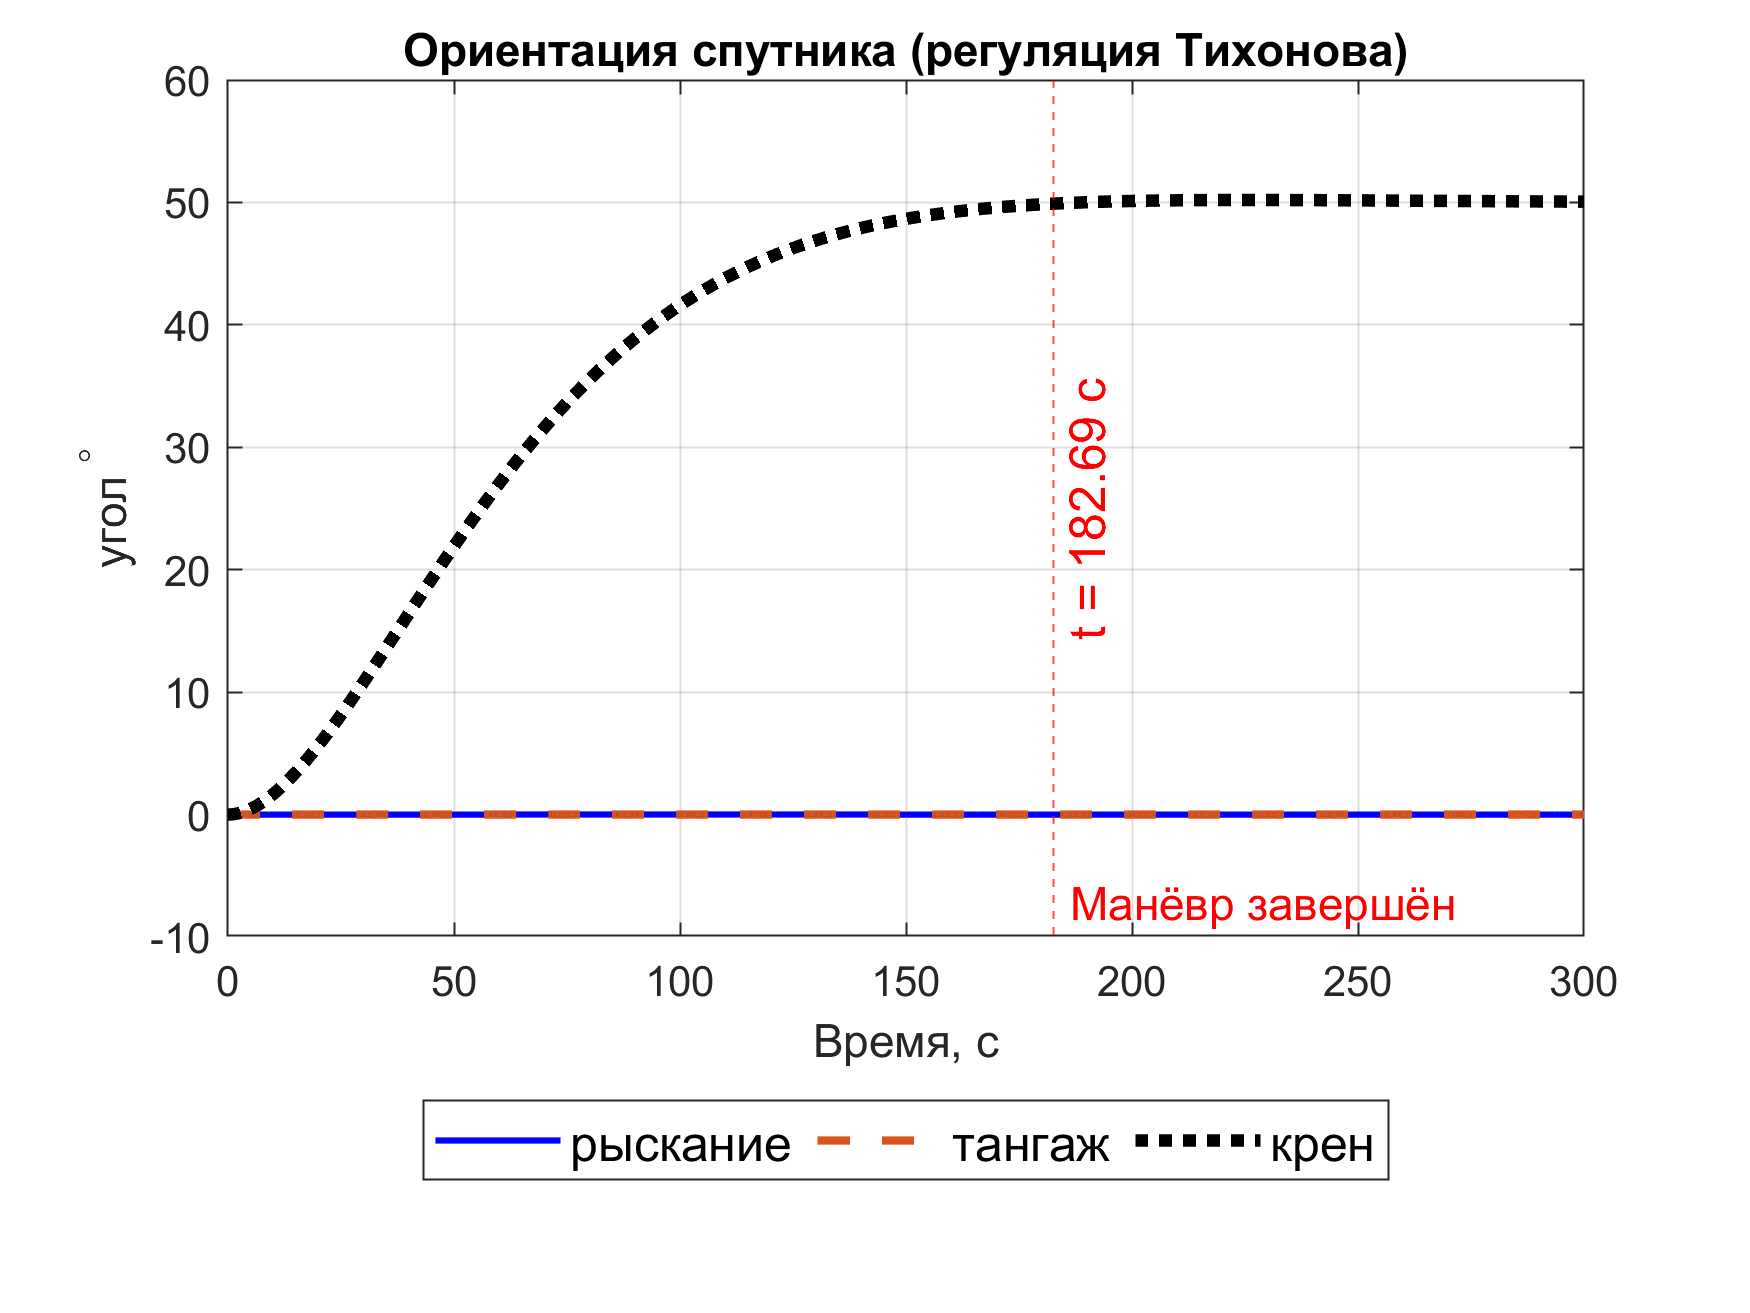 Ориентация спутника (регуляция Тихонова)
60
50
40
30
20
10
0
-10
угол °
t = 182.69 с
Манёвр завершён
0 50 100 150 200 250 300
Время, с
рыскание тангаж крен